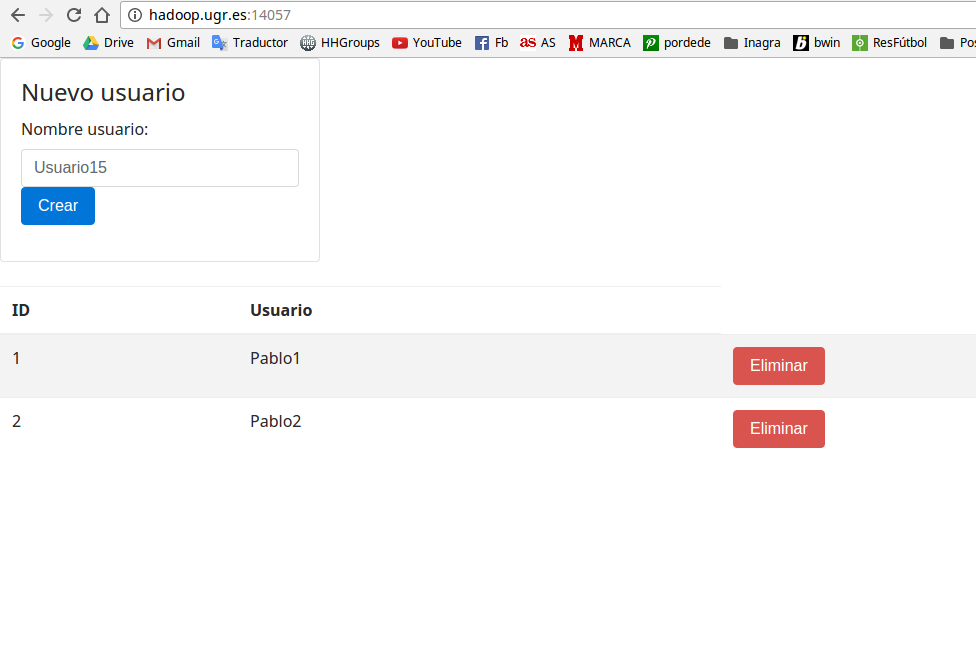 hadoop.ugr.es:14057
Google Drive Gmail Traductor HHGroups YouTube Fb AS MARCA pordede Inagra bwin ResFútbol Pos
Nuevo usuario
Nombre usuario:
Usuario15
Crear
ID Usuario
1 Pablo1 Eliminar
2 Pablo2 Eliminar